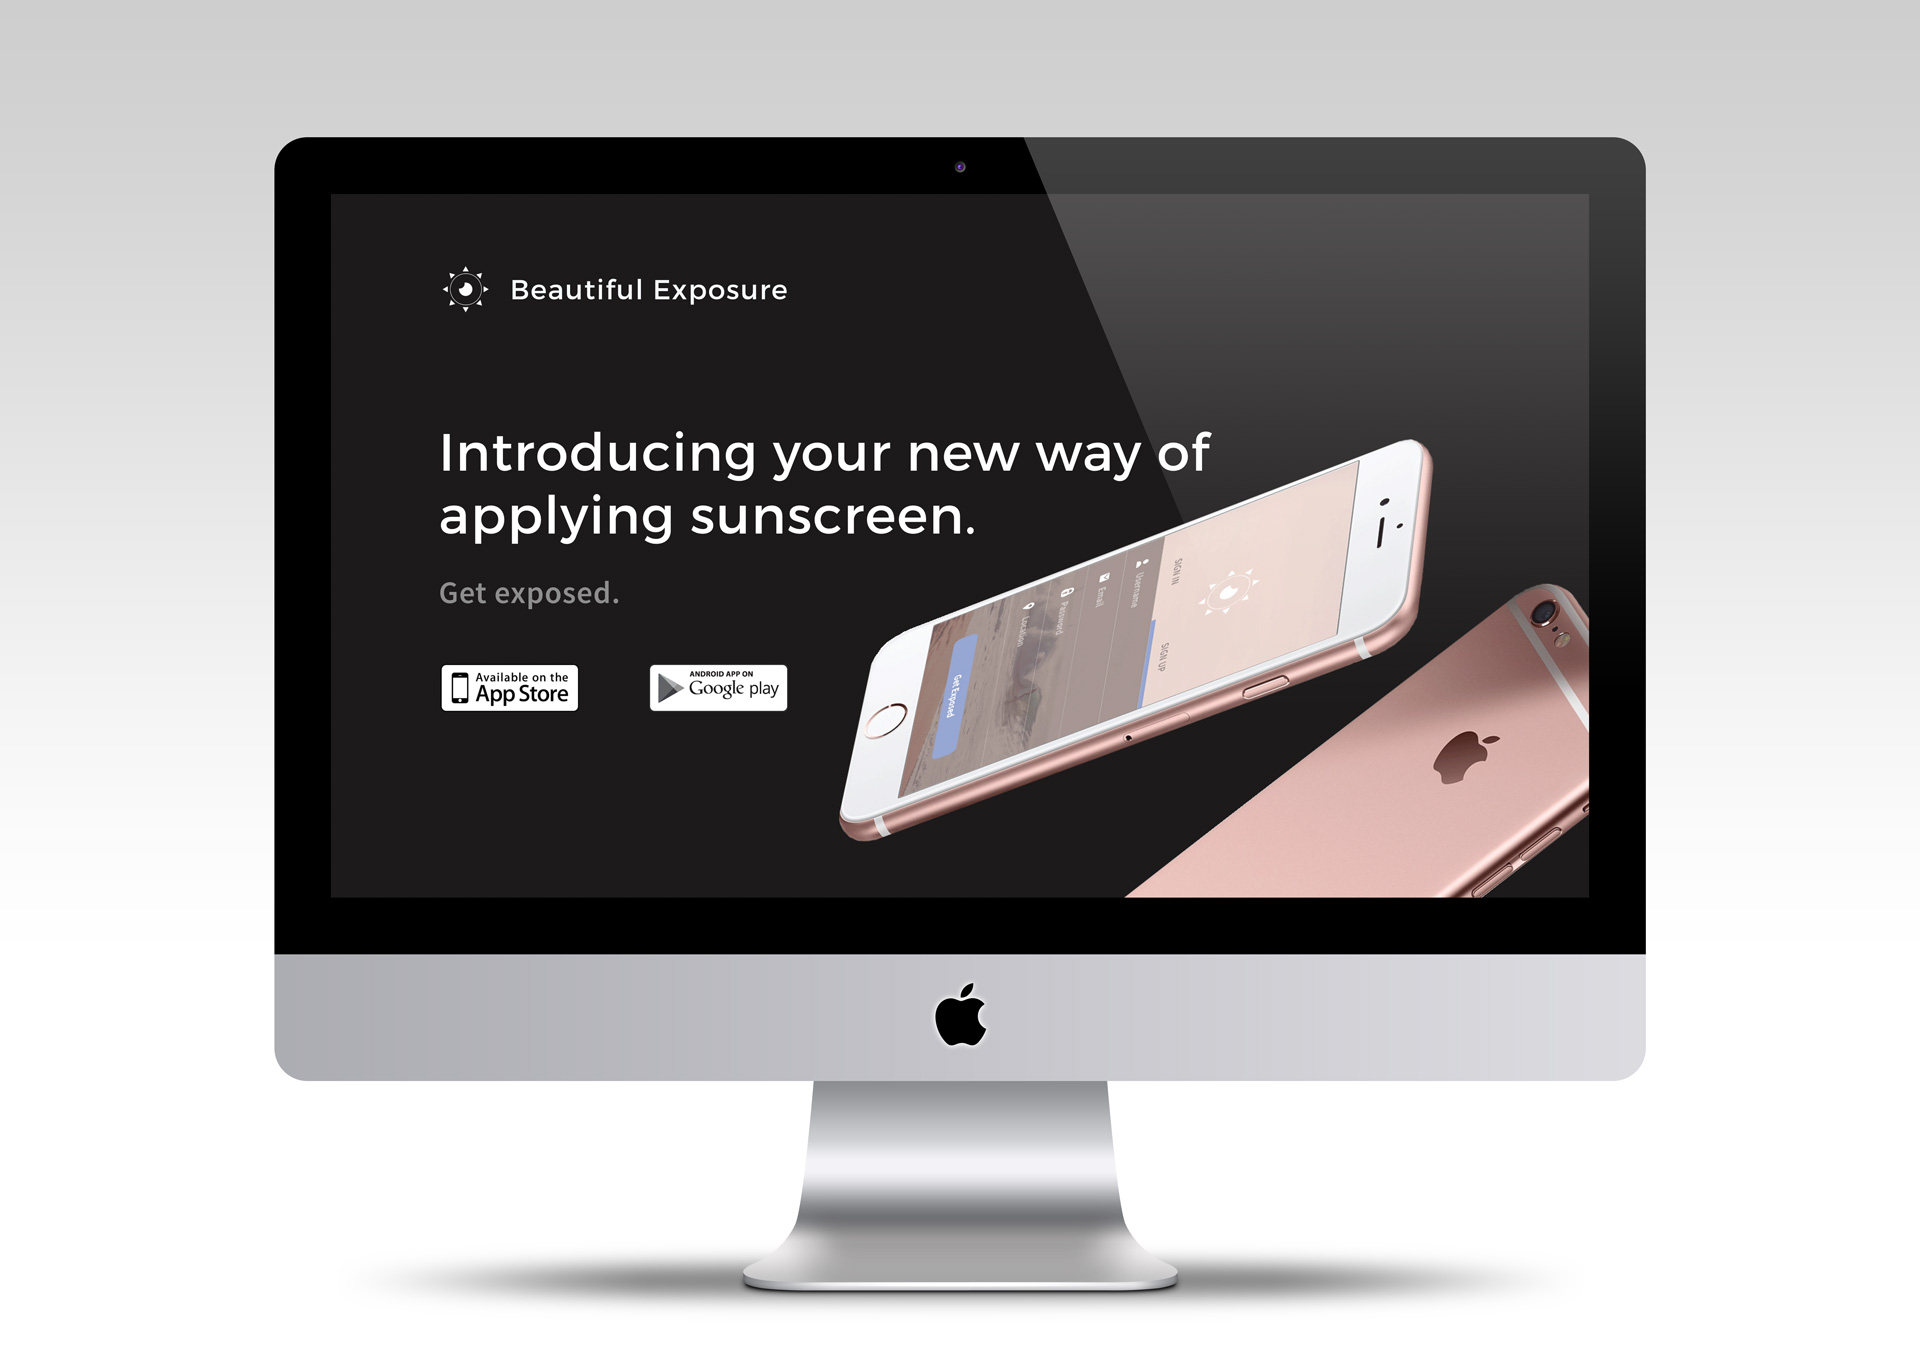 Beautiful Exposure
Introducing your new way of
applying sunscreen.
Get exposed.
Available on the
App Store
ANDROID APP ON
Google play
SIGN IN
SIGN UP
Username
Email
Password
Location
Get Exposed